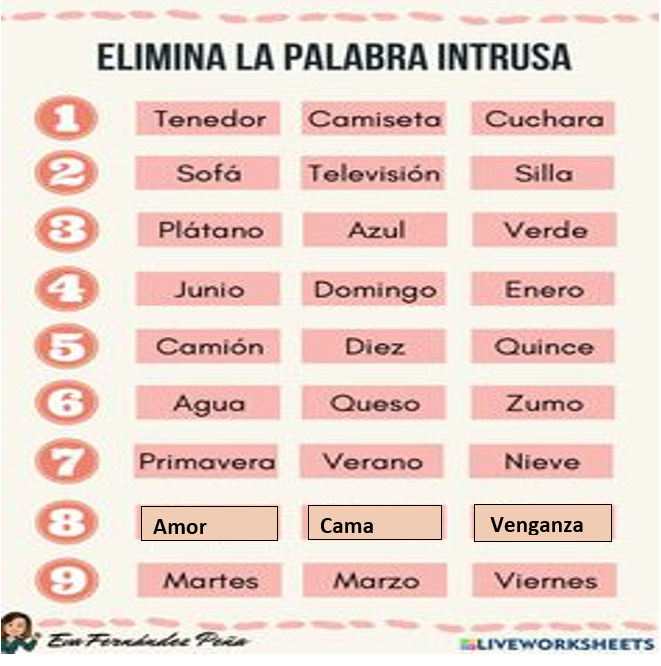 ELIMINA LA PALABRA INTRUSA
1 Tenedor Camiseta Cuchara
2 Sofá Televisión Silla
3 Plátano Azul Verde
4 Junio Domingo Enero
5 Camión Diez Quince
6 Agua Queso Zumo
7 Primavera Verano Nieve
8 Amor Cama Venganza
9 Martes Marzo Viernes
Eva Fernández Peña LIVEWORKSHEETS